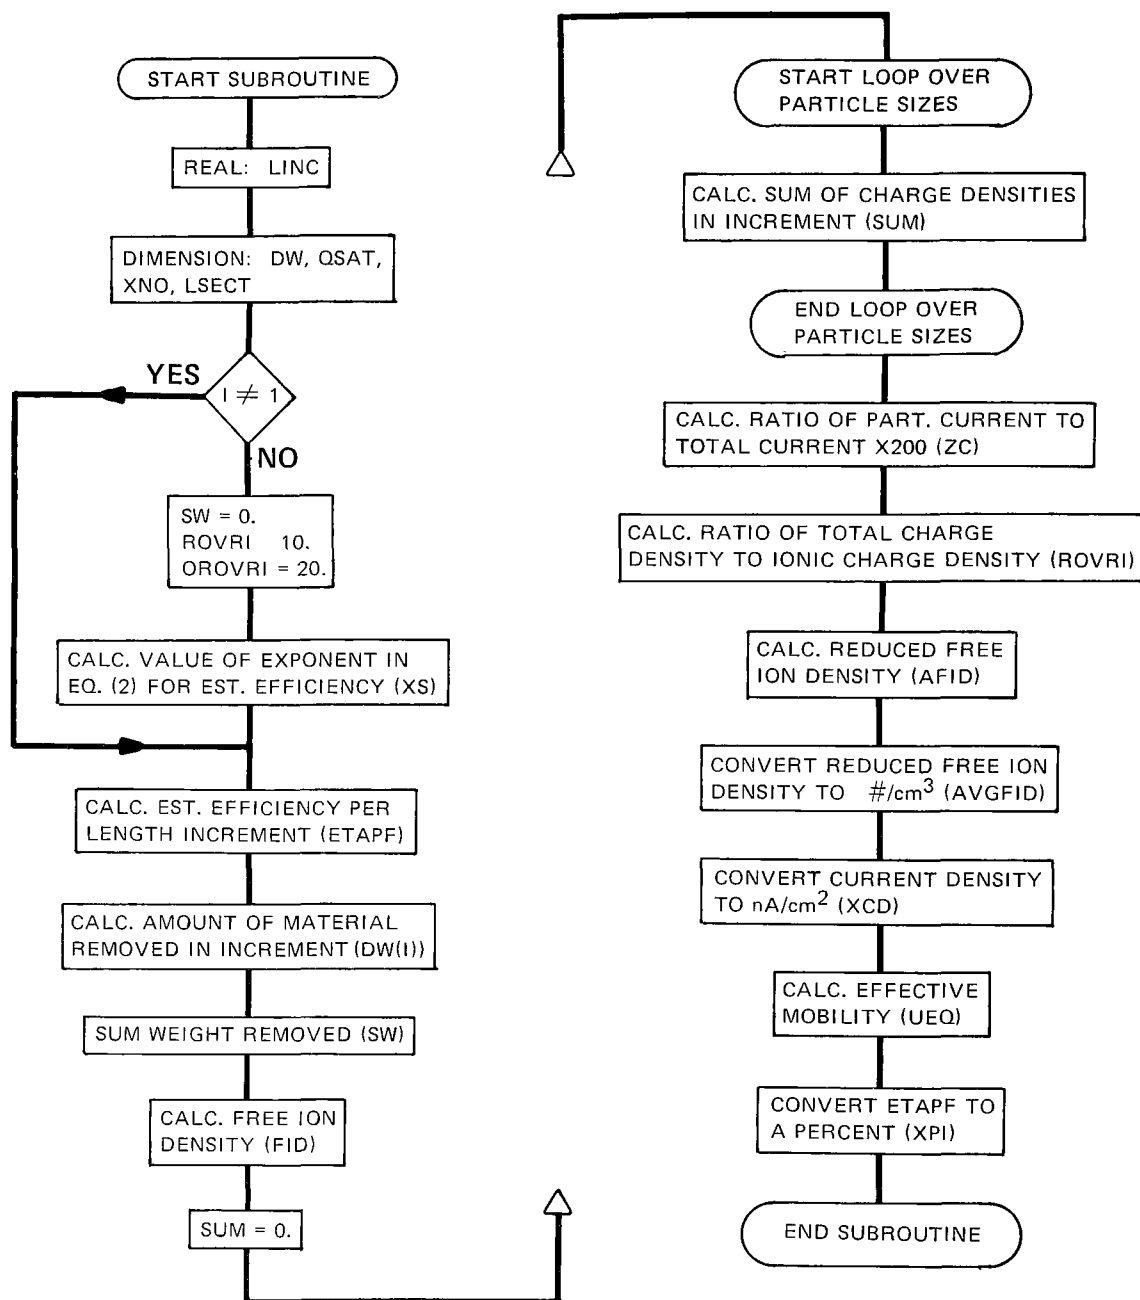 START SUBROUTINE
REAL: LINC
DIMENSION: DW, QSAT,
XNO, LSECT
YES
I ≠ 1
NO
SW = 0.
ROVRI 10.
OROVRI = 20.
CALC. VALUE OF EXPONENT IN
EQ. (2) FOR EST. EFFICIENCY (XS)
CALC. EST. EFFICIENCY PER
LENGTH INCREMENT (ETAPF)
CALC. AMOUNT OF MATERIAL
REMOVED IN INCREMENT (DW(I))
SUM WEIGHT REMOVED (SW)
CALC. FREE ION
DENSITY (FID)
SUM = 0.
START LOOP OVER
PARTICLE SIZES
CALC. SUM OF CHARGE DENSITIES
IN INCREMENT (SUM)
END LOOP OVER
PARTICLE SIZES
CALC. RATIO OF PART. CURRENT TO
TOTAL CURRENT X200 (ZC)
CALC. RATIO OF TOTAL CHARGE
DENSITY TO IONIC CHARGE DENSITY (ROVRI)
CALC. REDUCED FREE
ION DENSITY (AFID)
CONVERT REDUCED FREE ION
DENSITY TO #/cm³ (AVGFID)
CONVERT CURRENT DENSITY
TO nA/cm² (XCD)
CALC. EFFECTIVE
MOBILITY (UEQ)
CONVERT ETAPF TO
A PERCENT (XPI)
END SUBROUTINE